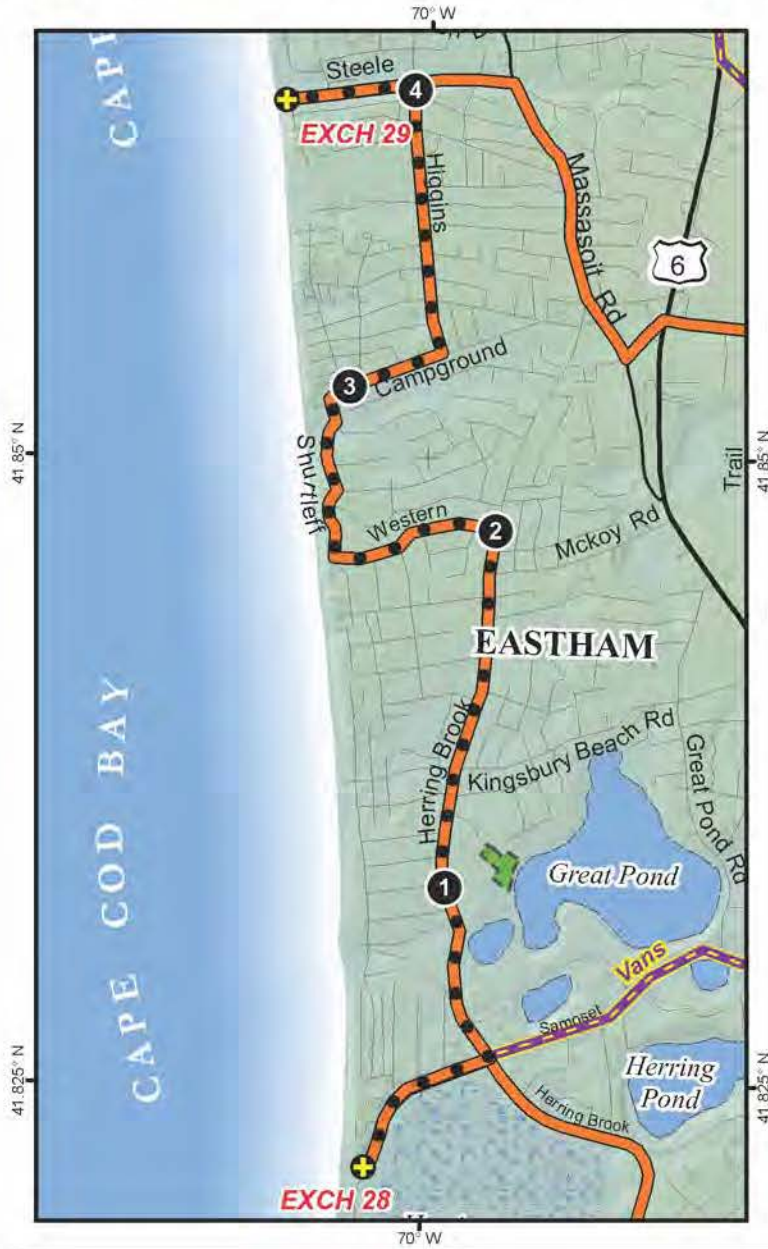 70° W
CAPE
Steele
4
EXCH 29
Higgins
Massasoit Rd
6
3
Campground
41.85° N
41.85° N
Shurtleff
Western
2
Mckoy Rd
Trail
EASTHAM
CAPE COD BAY
Herring Brook
Kingsbury Beach Rd
Great Pond Rd
1
Great Pond
Vans
Samoset
41.825° N
41.825° N
Herring
Pond
Herring Brook
EXCH 28
70° W